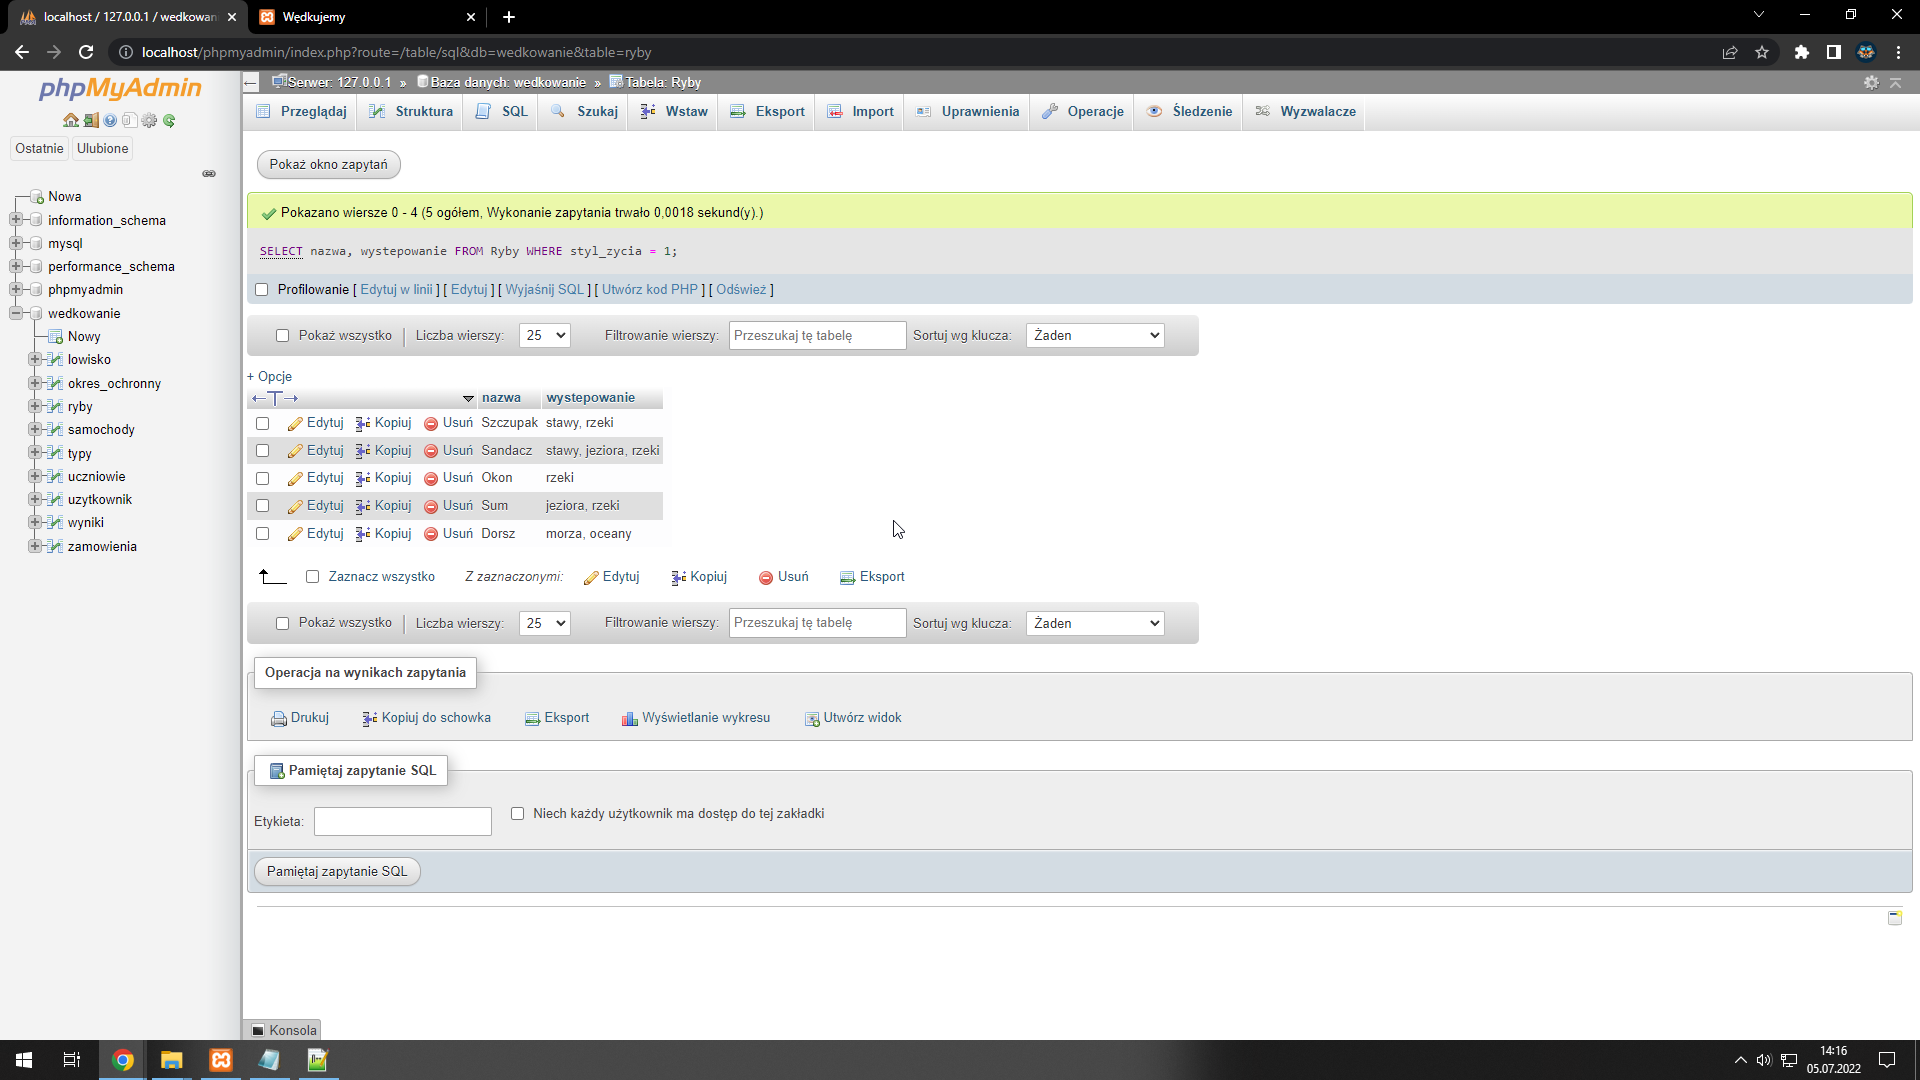 localhost / 127.0.0.1 / wedkowan
Wędkujemy
localhost/phpmyadmin/index.php?route=/table/sql&db=wedkowanie&table=ryby
phpMyAdmin
Serwer: 127.0.0.1 » Baza danych: wedkowanie » Tabela: Ryby
Przeglądaj Struktura SQL Szukaj Wstaw Eksport Import Uprawnienia Operacje Śledzenie Wyzwalacze
Ostatnie Ulubione
Nowa
information_schema
mysql
performance_schema
phpmyadmin
wedkowanie
Nowy
lowisko
okres_ochronny
ryby
samochody
typy
uczniowie
uzytkownik
wyniki
zamowienia
Pokaż okno zapytań
Pokazano wiersze 0 - 4 (5 ogółem, Wykonanie zapytania trwało 0,0018 sekund(y).)
SELECT nazwa, wystepowanie FROM Ryby WHERE styl_zycia = 1;
Profilowanie [ Edytuj w linii ] [ Edytuj ] [ Wyjaśnij SQL ] [ Utwórz kod PHP ] [ Odśwież ]
Pokaż wszystko Liczba wierszy: 25 Filtrowanie wierszy: Przeszukaj tę tabelę Sortuj wg klucza: Żaden
+ Opcje
←T→ nazwa wystepowanie
Edytuj Kopiuj Usuń Szczupak stawy, rzeki
Edytuj Kopiuj Usuń Sandacz stawy, jeziora, rzeki
Edytuj Kopiuj Usuń Okon rzeki
Edytuj Kopiuj Usuń Sum jeziora, rzeki
Edytuj Kopiuj Usuń Dorsz morza, oceany
Zaznacz wszystko Z zaznaczonymi: Edytuj Kopiuj Usuń Eksport
Pokaż wszystko Liczba wierszy: 25 Filtrowanie wierszy: Przeszukaj tę tabelę Sortuj wg klucza: Żaden
Operacja na wynikach zapytania
Drukuj Kopiuj do schowka Eksport Wyświetlanie wykresu Utwórz widok
Pamiętaj zapytanie SQL
Etykieta: Niech każdy użytkownik ma dostęp do tej zakładki
Pamiętaj zapytanie SQL
Konsola
14:16
05.07.2022